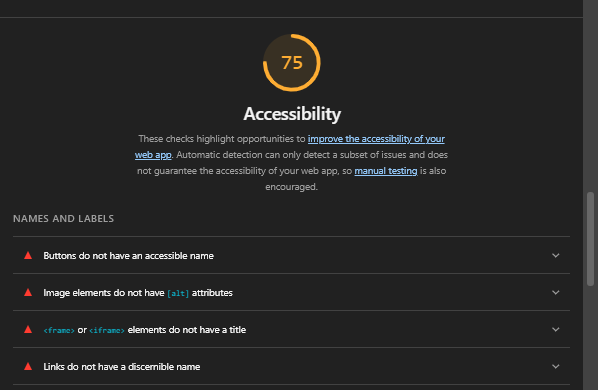 75
Accessibility
These checks highlight opportunities to improve the accessibility of your
web app. Automatic detection can only detect a subset of issues and does
not guarantee the accessibility of your web app, so manual testing is also
encouraged.
NAMES AND LABELS
Buttons do not have an accessible name
Image elements do not have [alt] attributes
<frame> or <iframe> elements do not have a title
Links do not have a discernible name